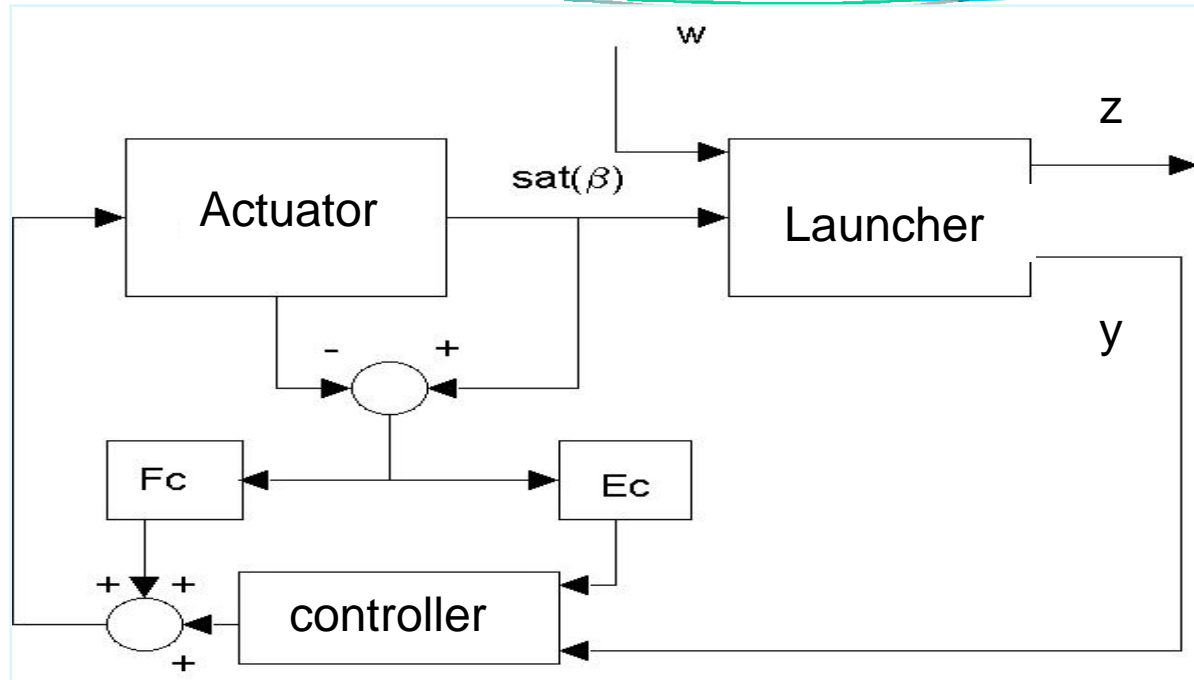 w
z
sat(β)
Actuator
Launcher
y
- +
Fc
Ec
+ +
controller
+